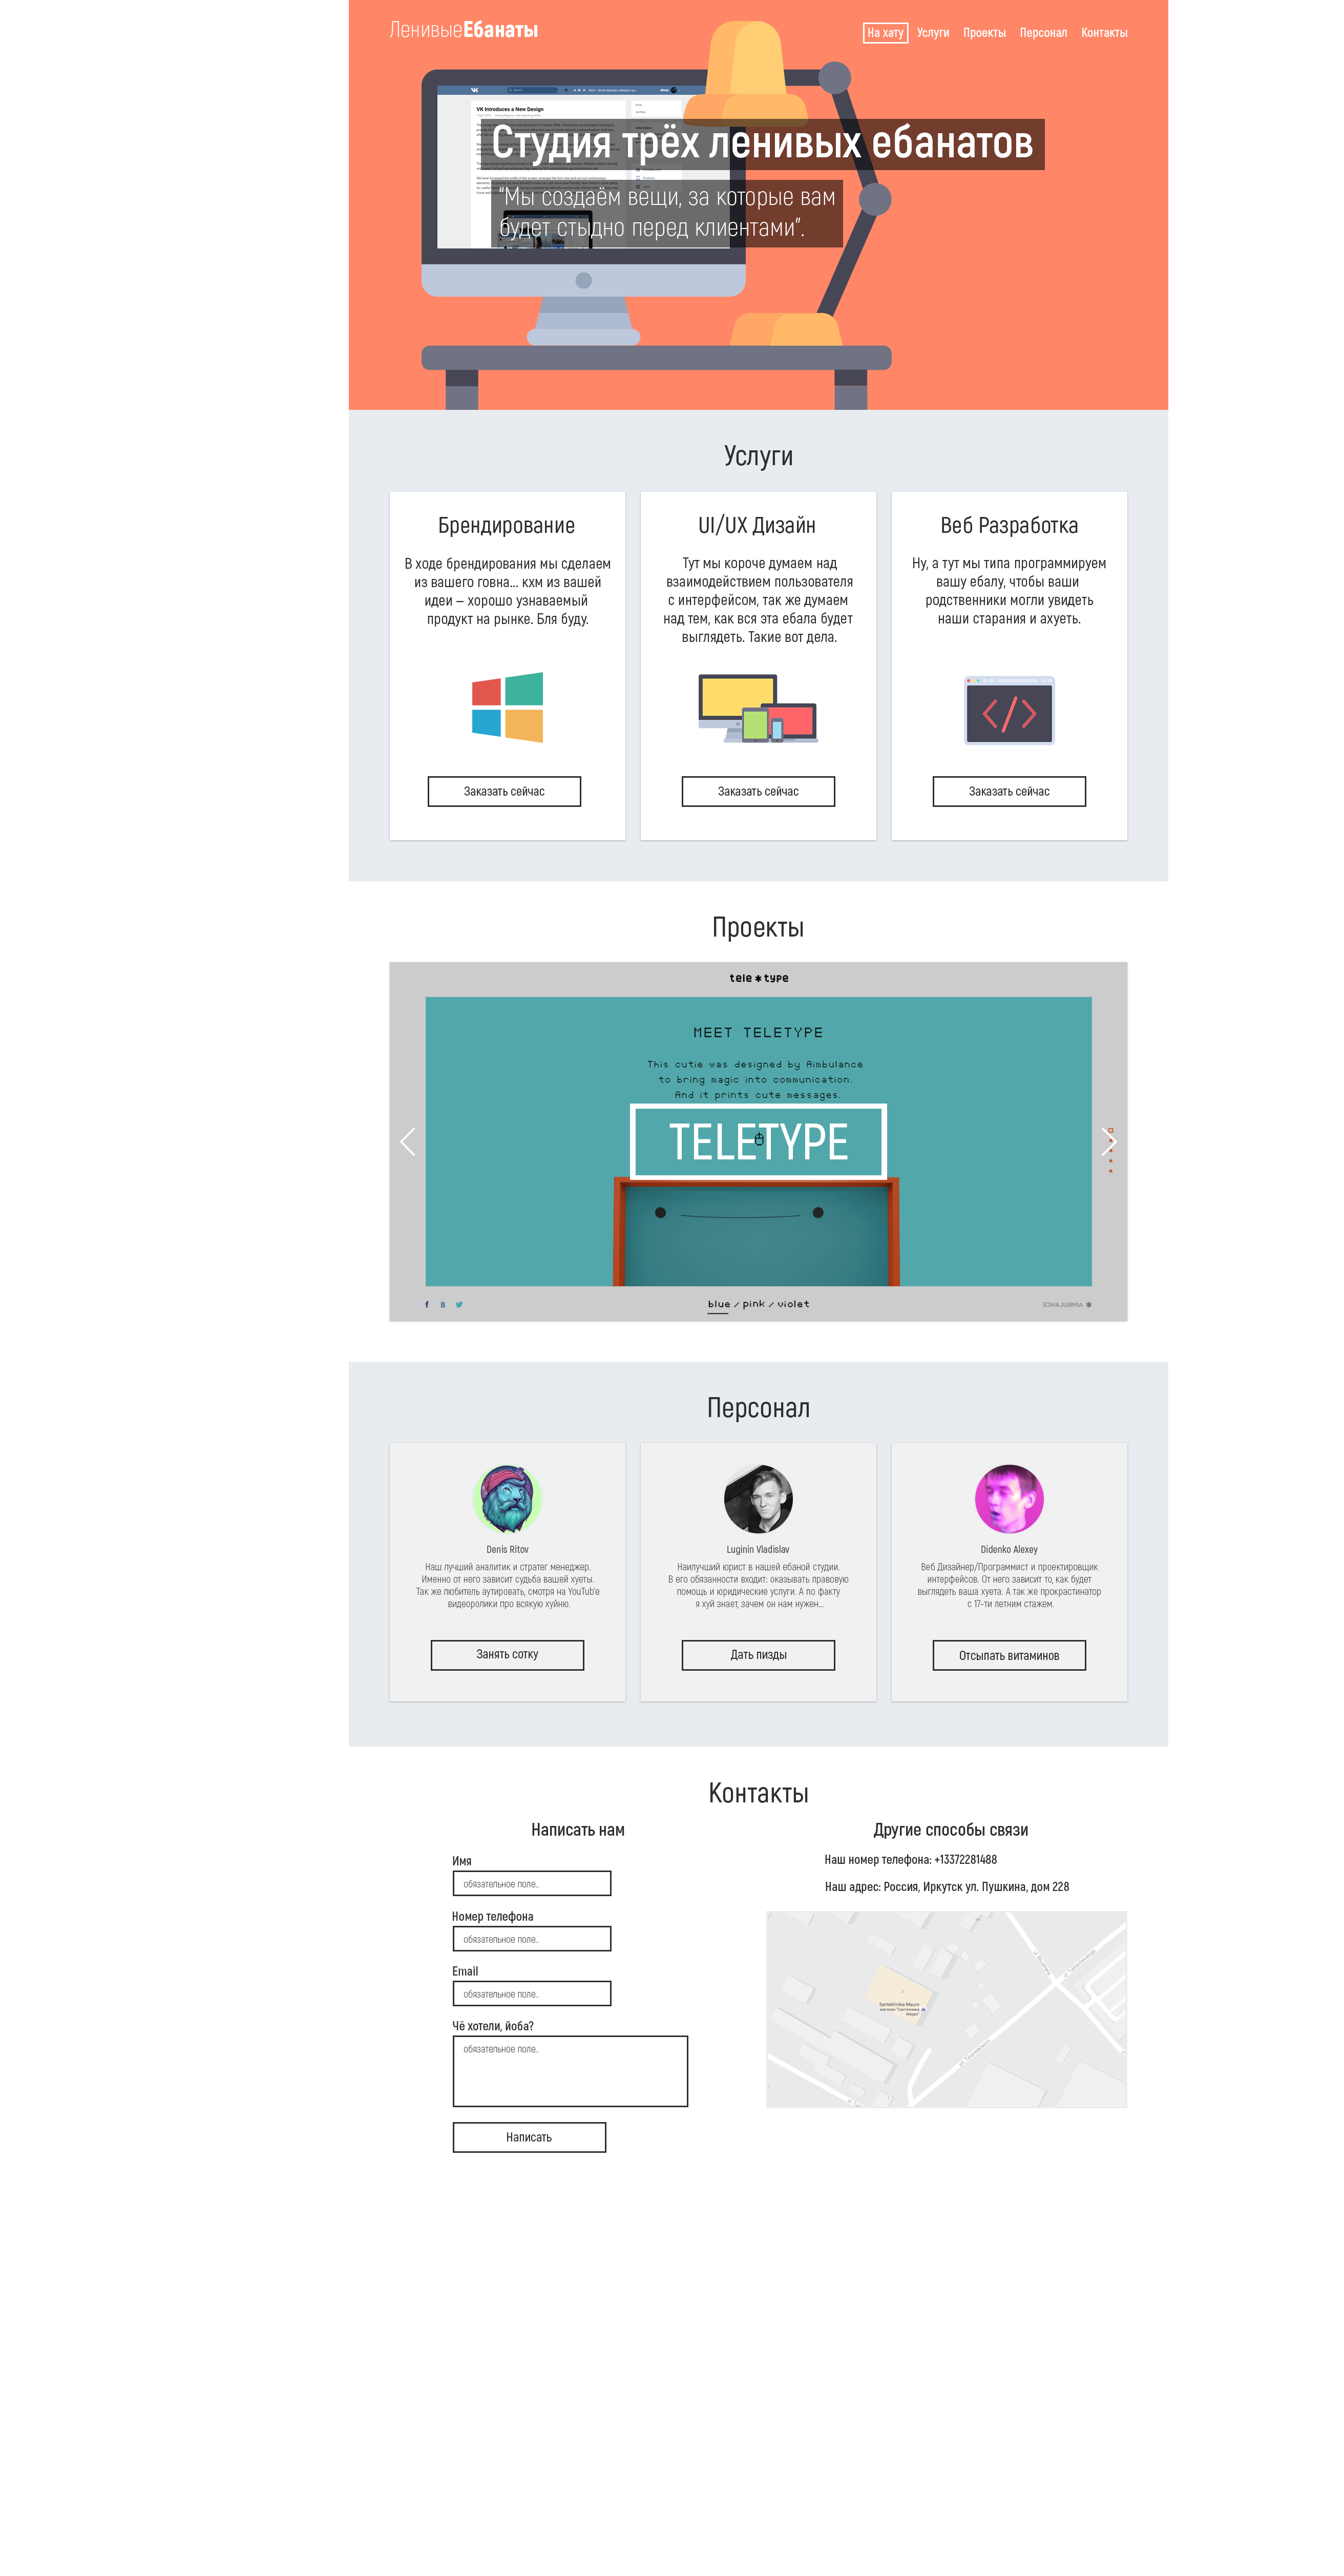 ЛенивыеЕбанаты
На хату Услуги Проекты Персонал Контакты
VK Introduces a New Design
Студия трёх ленивых ебанатов
"Мы создаём вещи, за которые вам
будет стыдно перед клиентами".
Услуги
Брендирование
В ходе брендирования мы сделаем
из вашего говна... кхм из вашей
идеи – хорошо узнаваемый
продукт на рынке. Бля буду.
Заказать сейчас
UI/UX Дизайн
Тут мы короче думаем над
взаимодействием пользователя
с интерфейсом, так же думаем
над тем, как вся эта ебала будет
выглядеть. Такие вот дела.
Заказать сейчас
Веб Разработка
Ну, а тут мы типа программируем
вашу ебалу, чтобы ваши
родственники могли увидеть
наши старания и ахуеть.
Заказать сейчас
Проекты
tele✱type
MEET TELETYPE
This cutie was designed by Aimbulance
to bring magic into communication.
And it prints cute messages.
TELETYPE
blue / pink / violet
AIMBULANCE
Персонал
Denis Ritov
Наш лучший аналитик и стратег менеджер.
Именно от него зависит судьба вашей хуеты.
Так же любитель аутировать, смотря на YouTub'e
видеоролики про всякую хуйню.
Занять сотку
Luginin Vladislav
Наилучший юрист в нашей ебаной студии.
В его обязанности входит: оказывать правовую
помощь и юридические услуги. А по факту
я хуй знает, зачем он нам нужен...
Дать пизды
Didenko Alexey
Веб Дизайнер/Программист и проектировщик
интерфейсов. От него зависит то, как будет
выглядеть ваша хуета. А так же прокрастинатор
с 17-ти летним стажем.
Отсыпать витаминов
Контакты
Написать нам
Имя
обязательное поле..
Номер телефона
обязательное поле..
Email
обязательное поле..
Чё хотели, йоба?
обязательное поле..
Написать
Другие способы связи
Наш номер телефона: +13372281488
Наш адрес: Россия, Иркутск ул. Пушкина, дом 228
Santekhnika Mauro